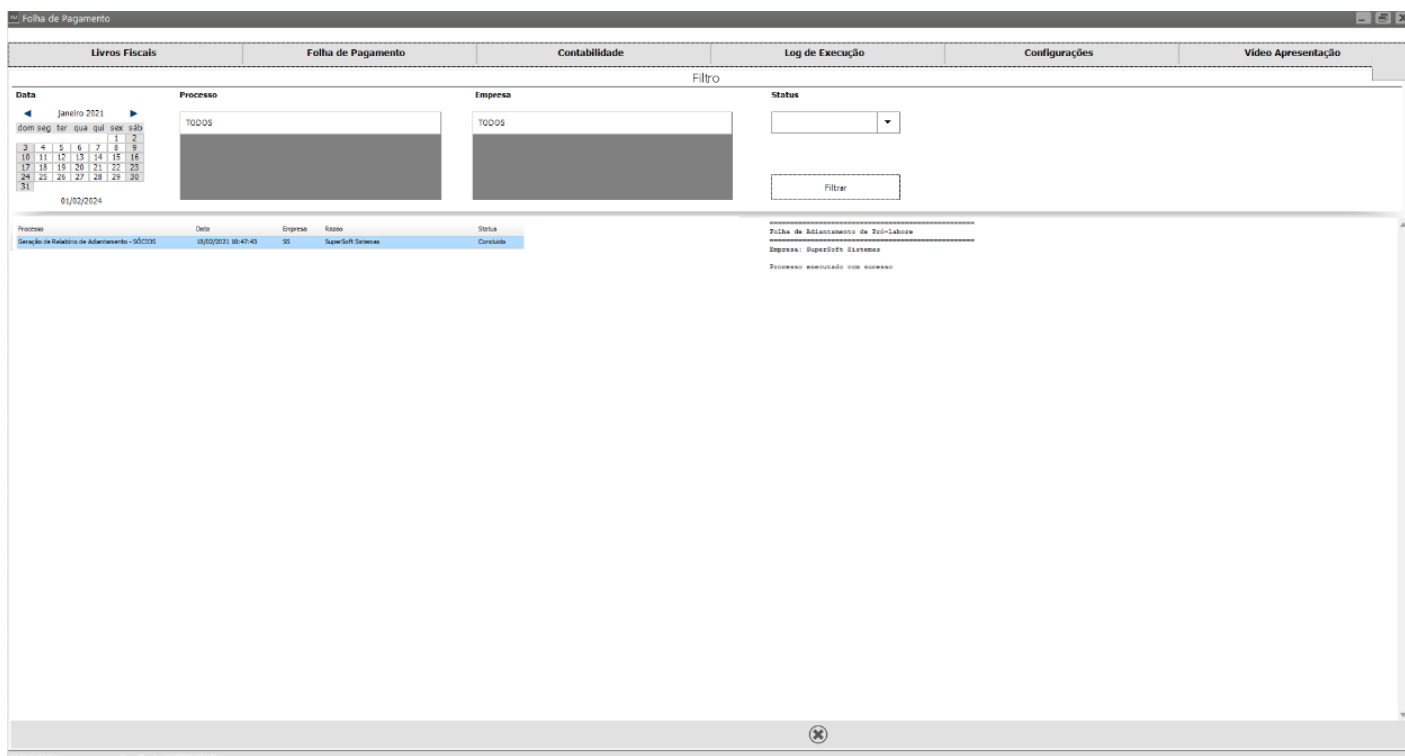 Folha de Pagamento
Livros Fiscais Folha de Pagamento Contabilidade Log de Execução Configurações Vídeo Apresentação
Filtro
Data Processo Empresa Status
janeiro 2021
dom seg ter qua qui sex sáb
1 2
3 4 5 6 7 8 9
10 11 12 13 14 15 16
17 18 19 20 21 22 23
24 25 26 27 28 29 30
31
01/02/2024
TODOS
TODOS
Filtrar
Processo Data Empresa Razao Status
Geração de Relatório de Adiantamento - SÓCIOS 18/02/2021 10:47:43 SS SuperSoft Sistemas Concluido
==================================================
Folha de Adiantamento de Pró-Labore
==================================================
Empresa: SuperSoft Sistemas
Processo executado com sucesso